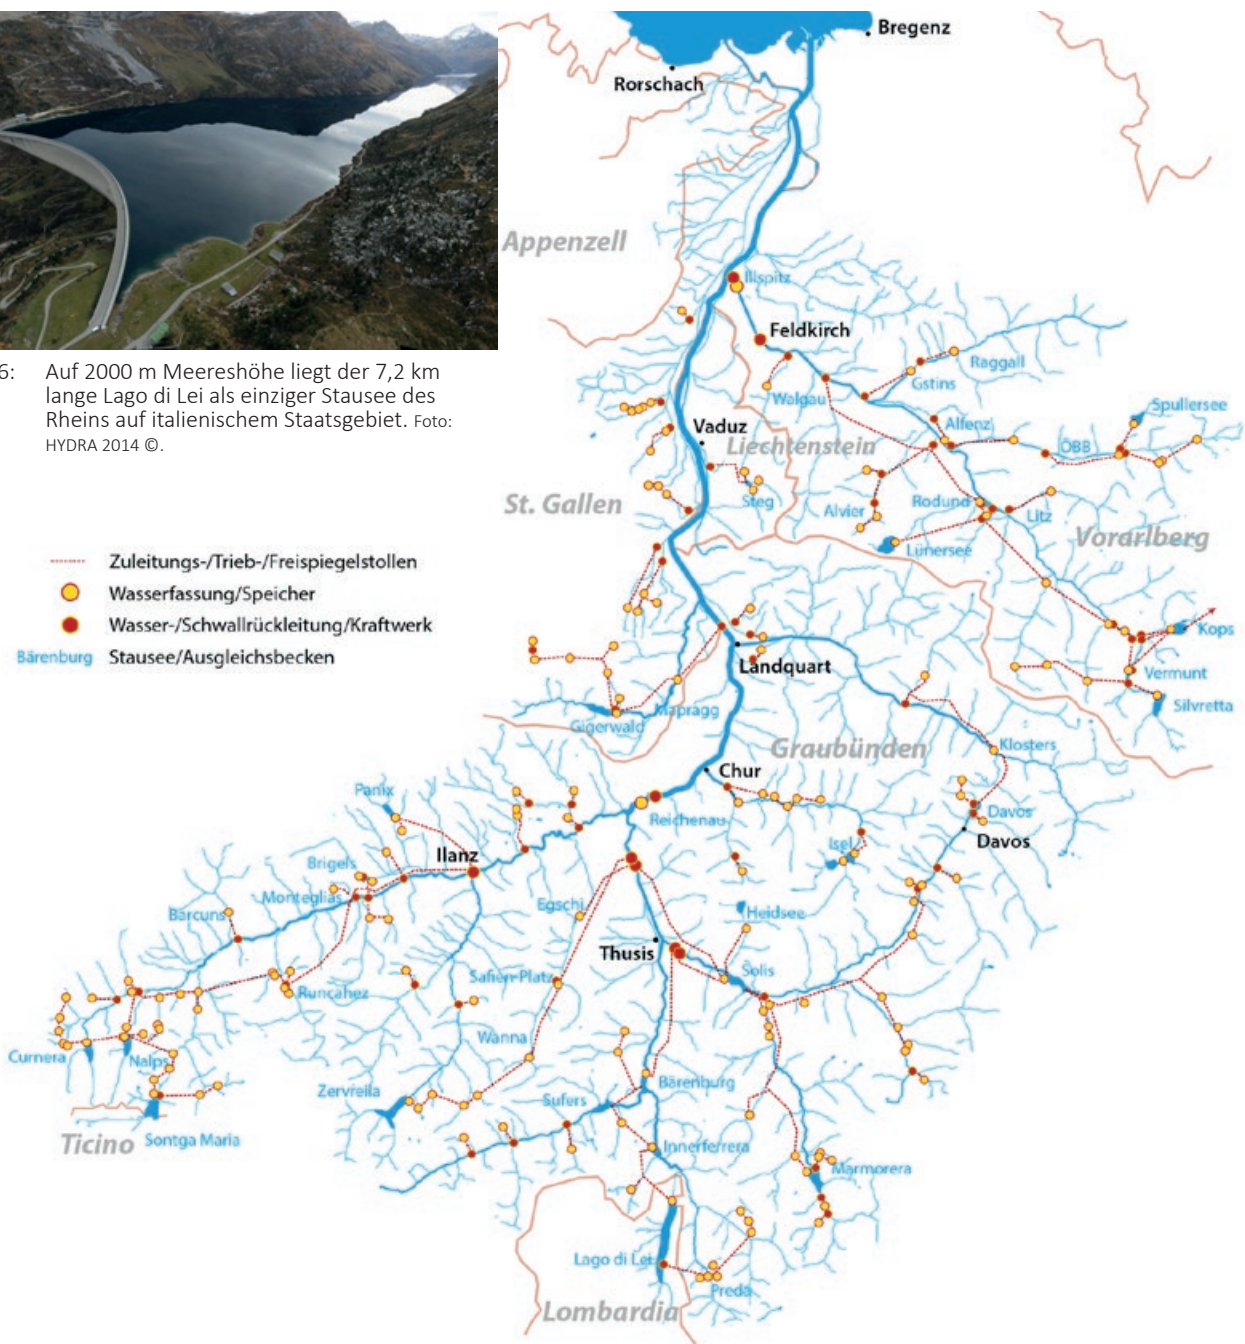 6: Auf 2000 m Meereshöhe liegt der 7,2 km
lange Lago di Lei als einziger Stausee des
Rheins auf italienischem Staatsgebiet. Foto:
HYDRA 2014 ©.
Zuleitungs-/Trieb-/Freispiegelstollen
Wasserfassung/Speicher
Wasser-/Schwallrückleitung/Kraftwerk
Bärenburg Stausee/Ausgleichsbecken
Bregenz
Rorschach
Appenzell
Illspitz
Feldkirch
Raggall
Gstins
Walgau
Spullersee
Vaduz
Alfenz
Liechtenstein
ÖBB
Steg
St. Gallen
Alvier
Rodund
Litz
Lünersee
Vorarlberg
Kops
Landquart
Vermunt
Silvretta
Mapragg
Gigerwald
Graubünden
Klosters
Chur
Panix
Reichenau
Davos
Davos
Isel
Ilanz
Brigels
Monteglias
Egschi
Barcuns
Heidsee
Thusis
Solis
Safien-Platz
Runcahez
Wanna
Curnera
Nalps
Zervreila
Bärenburg
Sufers
Ticino
Sontga Maria
Innerferrera
Marmorera
Lago di Lei
Preda
Lombardia